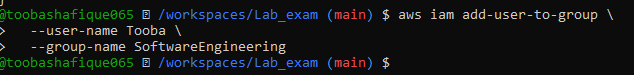 @toobashafique065 /workspaces/Lab_exam (main) $ aws iam add-user-to-group \
> --user-name Tooba \
> --group-name SoftwareEngineering
@toobashafique065 /workspaces/Lab_exam (main) $